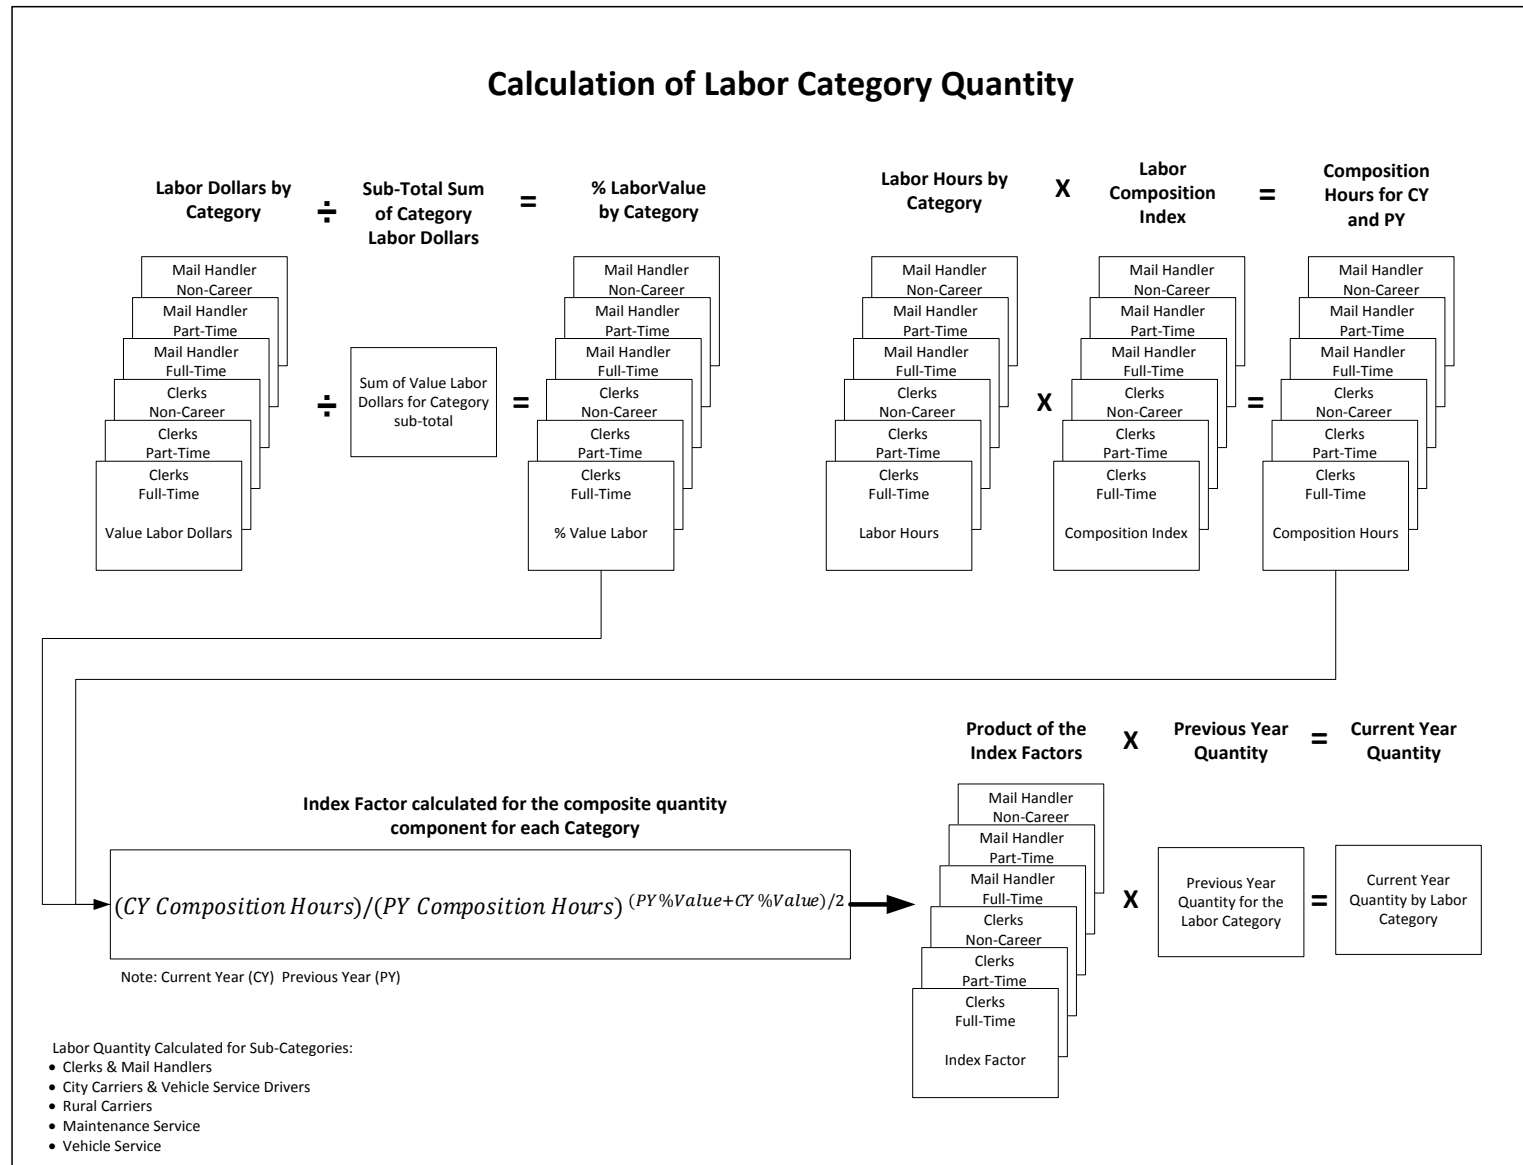 Calculation of Labor Category Quantity
Labor Dollars by
Category
÷
Sub-Total Sum
of Category
Labor Dollars
=
% LaborValue
by Category
Mail Handler
Non-Career
Mail Handler
Part-Time
Mail Handler
Full-Time
Clerks
Non-Career
Clerks
Part-Time
Clerks
Full-Time
Value Labor Dollars
÷
Sum of Value Labor
Dollars for Category
sub-total
=
Mail Handler
Non-Career
Mail Handler
Part-Time
Mail Handler
Full-Time
Clerks
Non-Career
Clerks
Part-Time
Clerks
Full-Time
% Value Labor
Labor Hours by
Category
X
Labor
Composition
Index
=
Composition
Hours for CY
and PY
Mail Handler
Non-Career
Mail Handler
Part-Time
Mail Handler
Full-Time
Clerks
Non-Career
Clerks
Part-Time
Clerks
Full-Time
Labor Hours
X
Mail Handler
Non-Career
Mail Handler
Part-Time
Mail Handler
Full-Time
Clerks
Non-Career
Clerks
Part-Time
Clerks
Full-Time
Composition Index
=
Mail Handler
Non-Career
Mail Handler
Part-Time
Mail Handler
Full-Time
Clerks
Non-Career
Clerks
Part-Time
Clerks
Full-Time
Composition Hours
Index Factor calculated for the composite quantity
component for each Category
(CY Composition Hours)/(PY Composition Hours) (PY%Value+CY %Value)/2
Note: Current Year (CY) Previous Year (PY)
Product of the
Index Factors
X
Previous Year
Quantity
=
Current Year
Quantity
Mail Handler
Non-Career
Mail Handler
Part-Time
Mail Handler
Full-Time
Clerks
Non-Career
Clerks
Part-Time
Clerks
Full-Time
Index Factor
X
Previous Year
Quantity for the
Labor Category
=
Current Year
Quantity by Labor
Category
Labor Quantity Calculated for Sub-Categories:
• Clerks & Mail Handlers
• City Carriers & Vehicle Service Drivers
• Rural Carriers
• Maintenance Service
• Vehicle Service